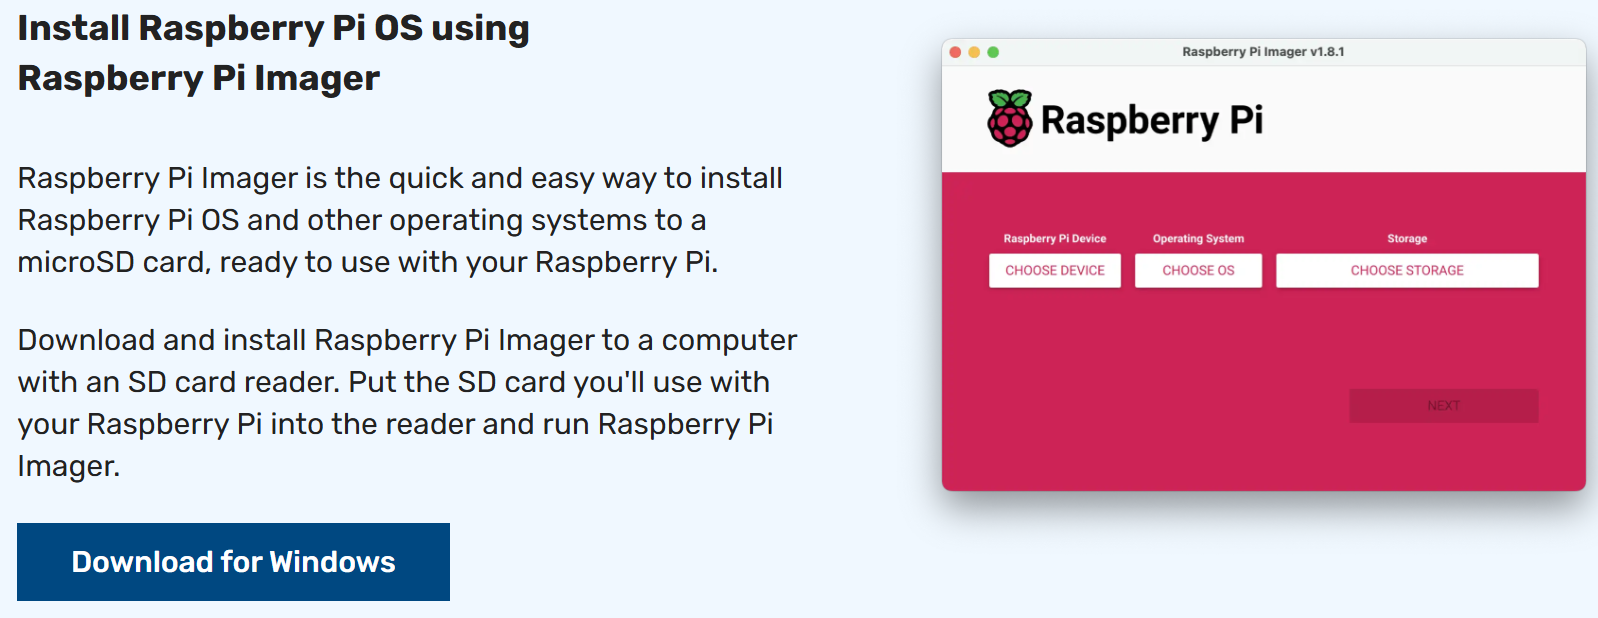 Install Raspberry Pi OS using
Raspberry Pi Imager
Raspberry Pi Imager is the quick and easy way to install
Raspberry Pi OS and other operating systems to a
microSD card, ready to use with your Raspberry Pi.
Download and install Raspberry Pi Imager to a computer
with an SD card reader. Put the SD card you'll use with
your Raspberry Pi into the reader and run Raspberry Pi
Imager.
Download for Windows
Raspberry Pi Imager v1.8.1
Raspberry Pi
Raspberry Pi Device
Operating System
Storage
CHOOSE DEVICE
CHOOSE OS
CHOOSE STORAGE
NEXT